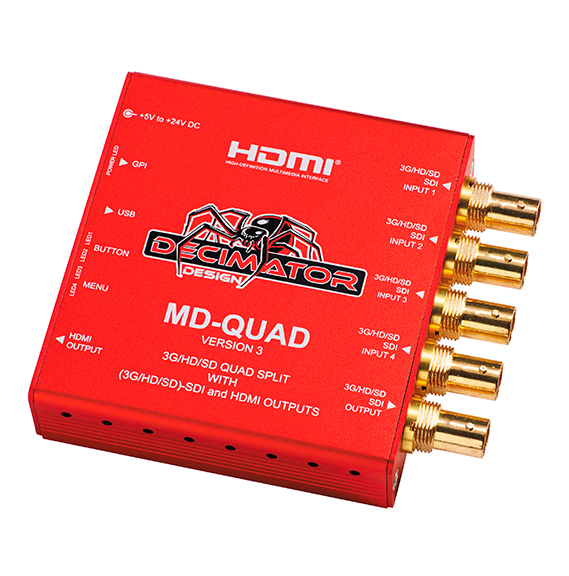 +5V to +24V DC
POWER LED
GPI
USB
LED4 LED3 LED2 LED1
BUTTON
MENU
HDMI
OUTPUT
HDMI®
HIGH-DEFINITION MULTIMEDIA INTERFACE
DECIMATOR
DESIGN
MD-QUAD
VERSION 3
3G/HD/SD QUAD SPLIT
WITH
(3G/HD/SD)-SDI and HDMI OUTPUTS
3G/HD/SD
SDI
INPUT 1
3G/HD/SD
SDI
INPUT 2
3G/HD/SD
SDI
INPUT 3
3G/HD/SD
SDI
INPUT 4
3G/HD/SD
SDI
OUTPUT